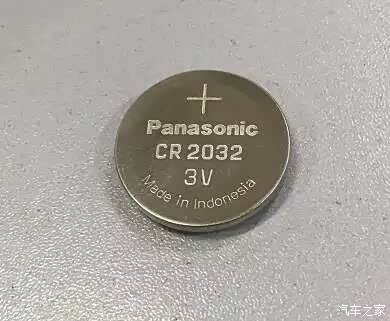 +
Panasonic
CR 2032
3V
Made in Indonesia
汽车之家